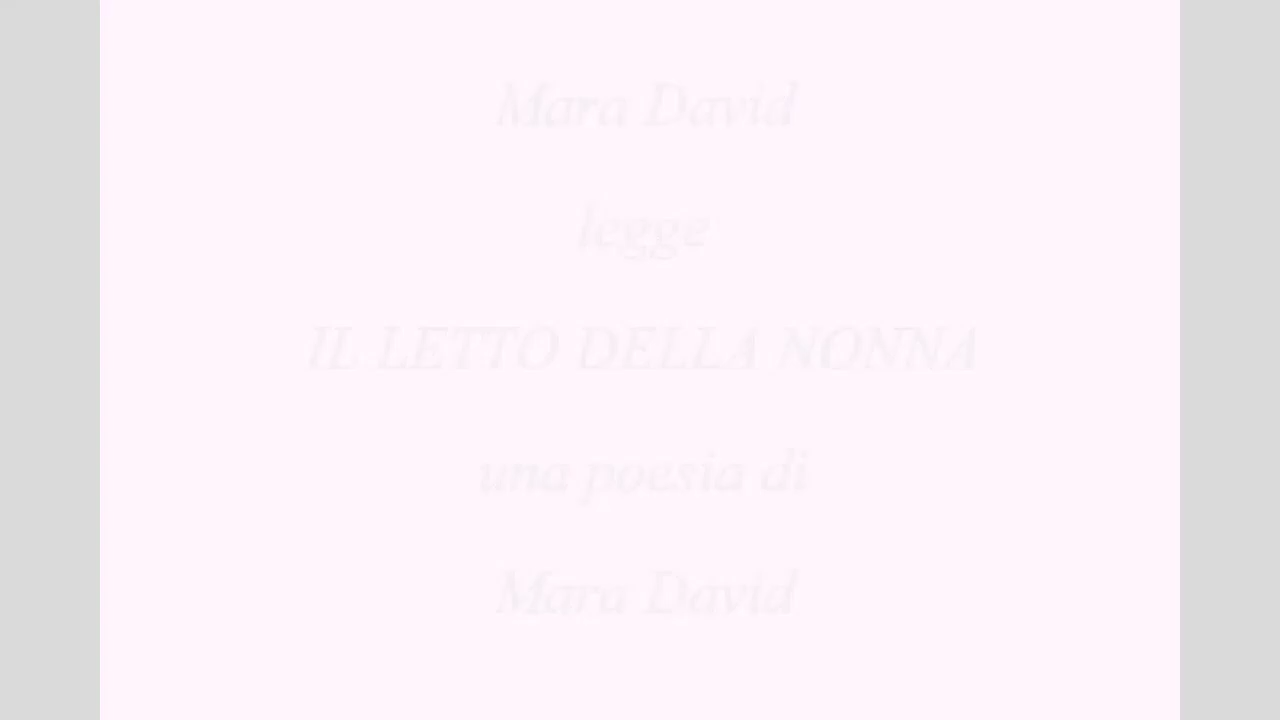 Mara David
legge
IL LETTO DELLA NONNA
una poesia di
Mara David